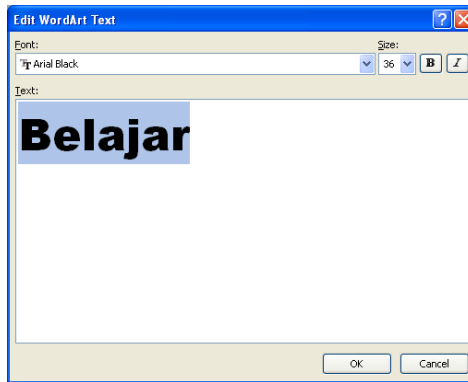 Edit WordArt Text
Font:
Size:
Arial Black
36
B
I
Text:
Belajar
OK
Cancel